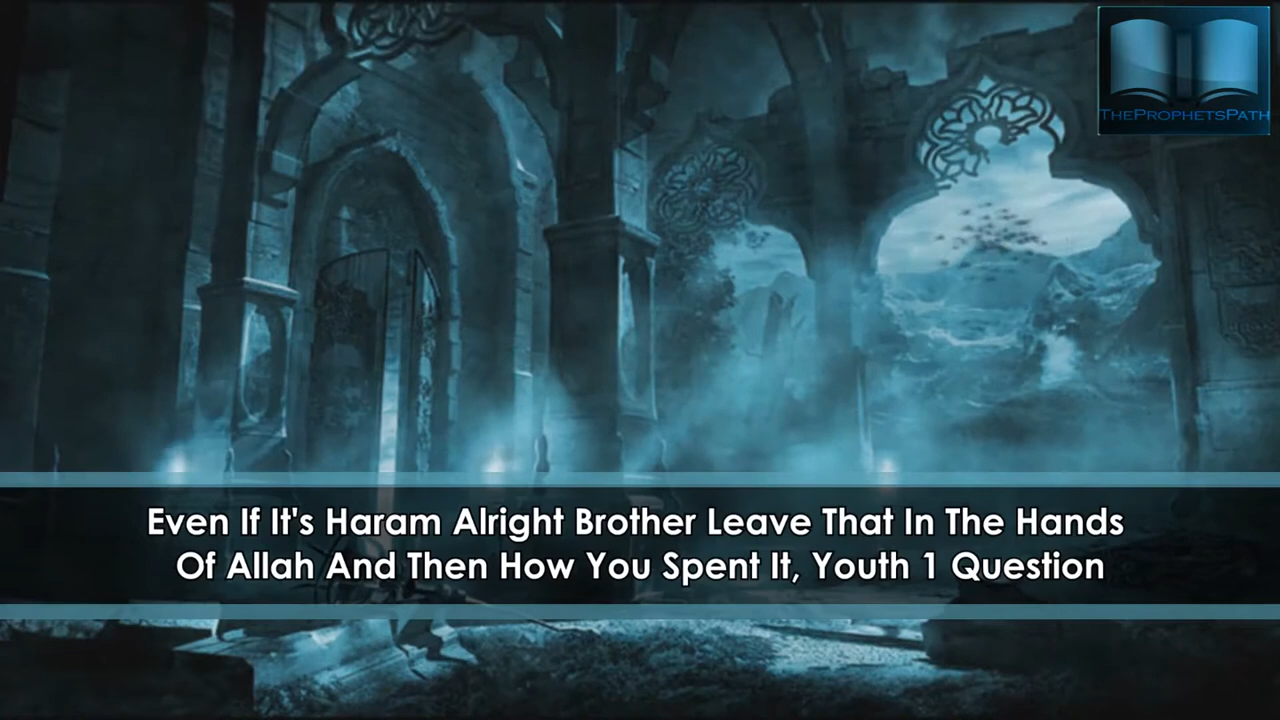 THEPROPHETSPATH
Even If It's Haram Alright Brother Leave That In The Hands
Of Allah And Then How You Spent It, Youth 1 Question